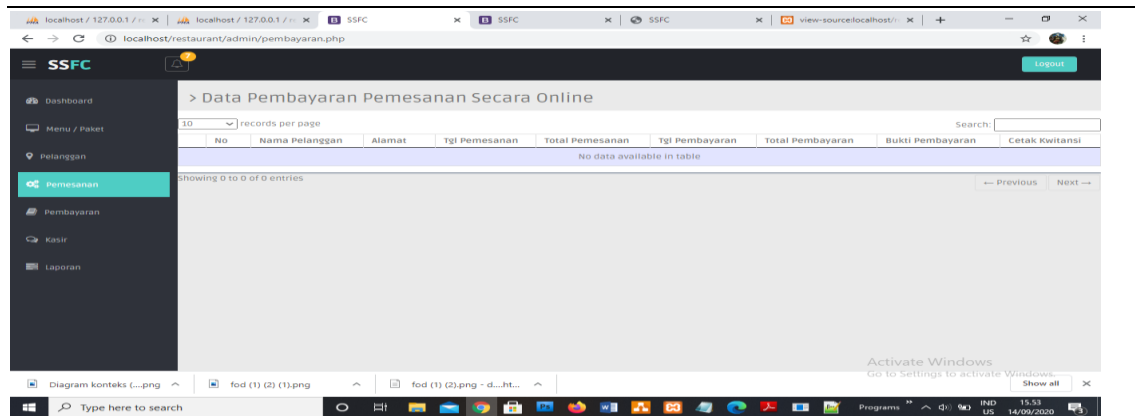 localhost / 127.0.0.1 / r
localhost / 127.0.0.1 / r
SSFC
SSFC
SSFC
view-source:localhost/r
localhost/restaurant/admin/pembayaran.php
SSFC
Logout
Dashboard
Menu / Paket
Pelanggan
Pemesanan
Pembayaran
Kasir
Laporan
> Data Pembayaran Pemesanan Secara Online
10 records per page
Search:
No Nama Pelanggan Alamat Tgl Pemesanan Total Pemesanan Tgl Pembayaran Total Pembayaran Bukti Pembayaran Cetak Kwitansi
No data available in table
Showing 0 to 0 of 0 entries
← Previous Next →
Activate Windows
Go to Settings to activate Windows.
Diagram konteks (....png
fod (1) (2) (1).png
fod (1) (2).png - d....ht...
Show all
Type here to search
Programs
IND
US
15.53
14/09/2020